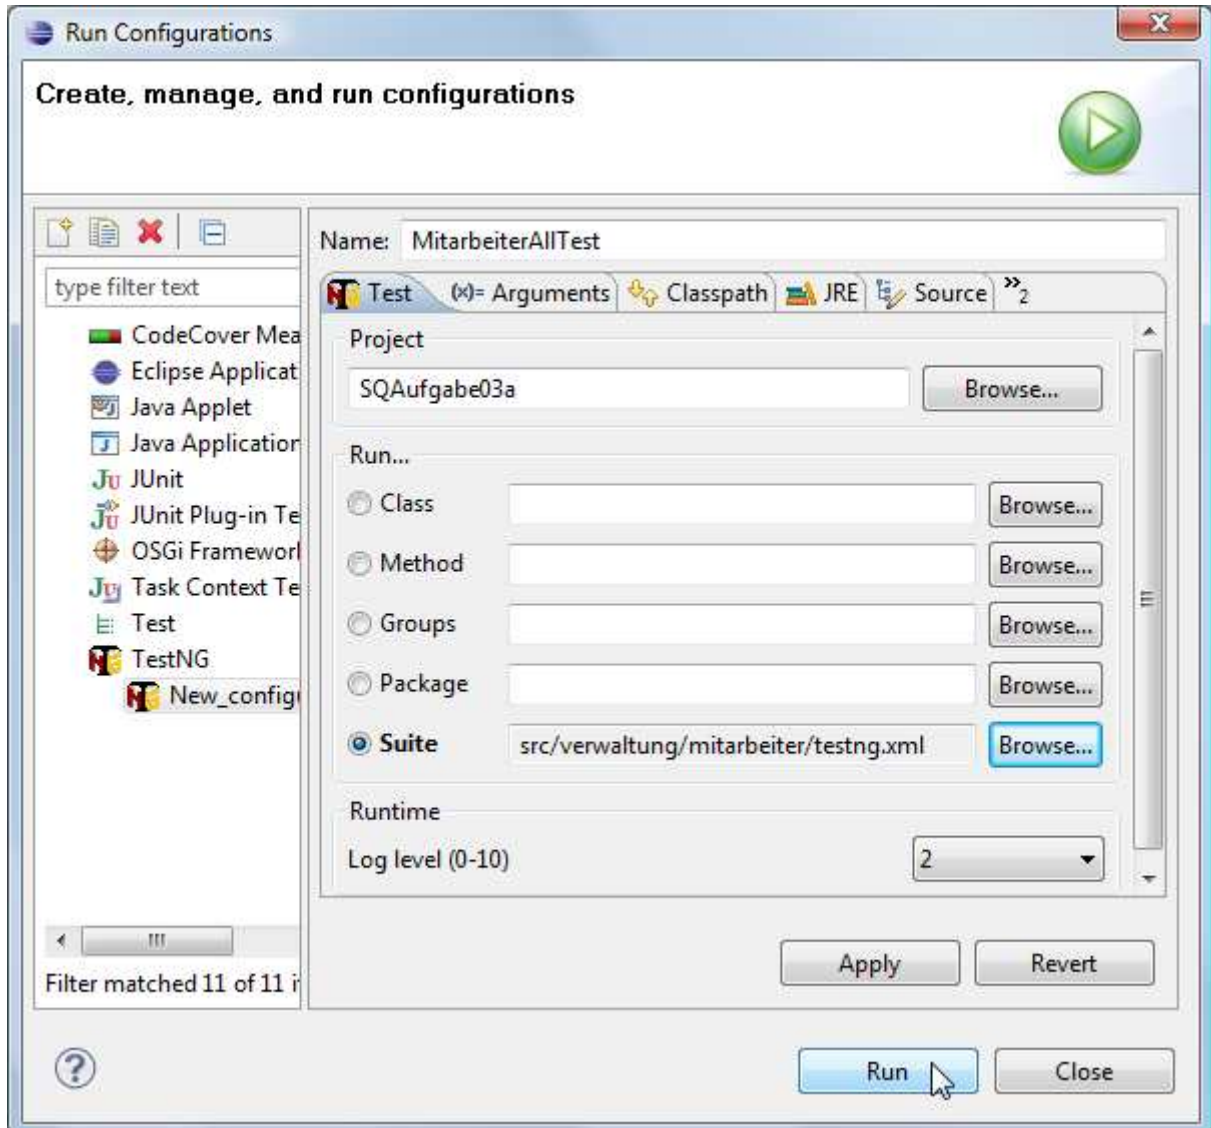 Run Configurations
Create, manage, and run configurations
type filter text
CodeCover Mea
Eclipse Applicat
Java Applet
Java Application
JUnit
JUnit Plug-in Te
OSGi Framework
Task Context Te
Test
TestNG
New_config
Filter matched 11 of 11 i
Name: MitarbeiterAllTest
Test (x)= Arguments Classpath JRE Source »2
Project
SQAufgabe03a Browse...
Run...
Class Browse...
Method Browse...
Groups Browse...
Package Browse...
Suite src/verwaltung/mitarbeiter/testng.xml Browse...
Runtime
Log level (0-10) 2
Apply Revert
? Run Close